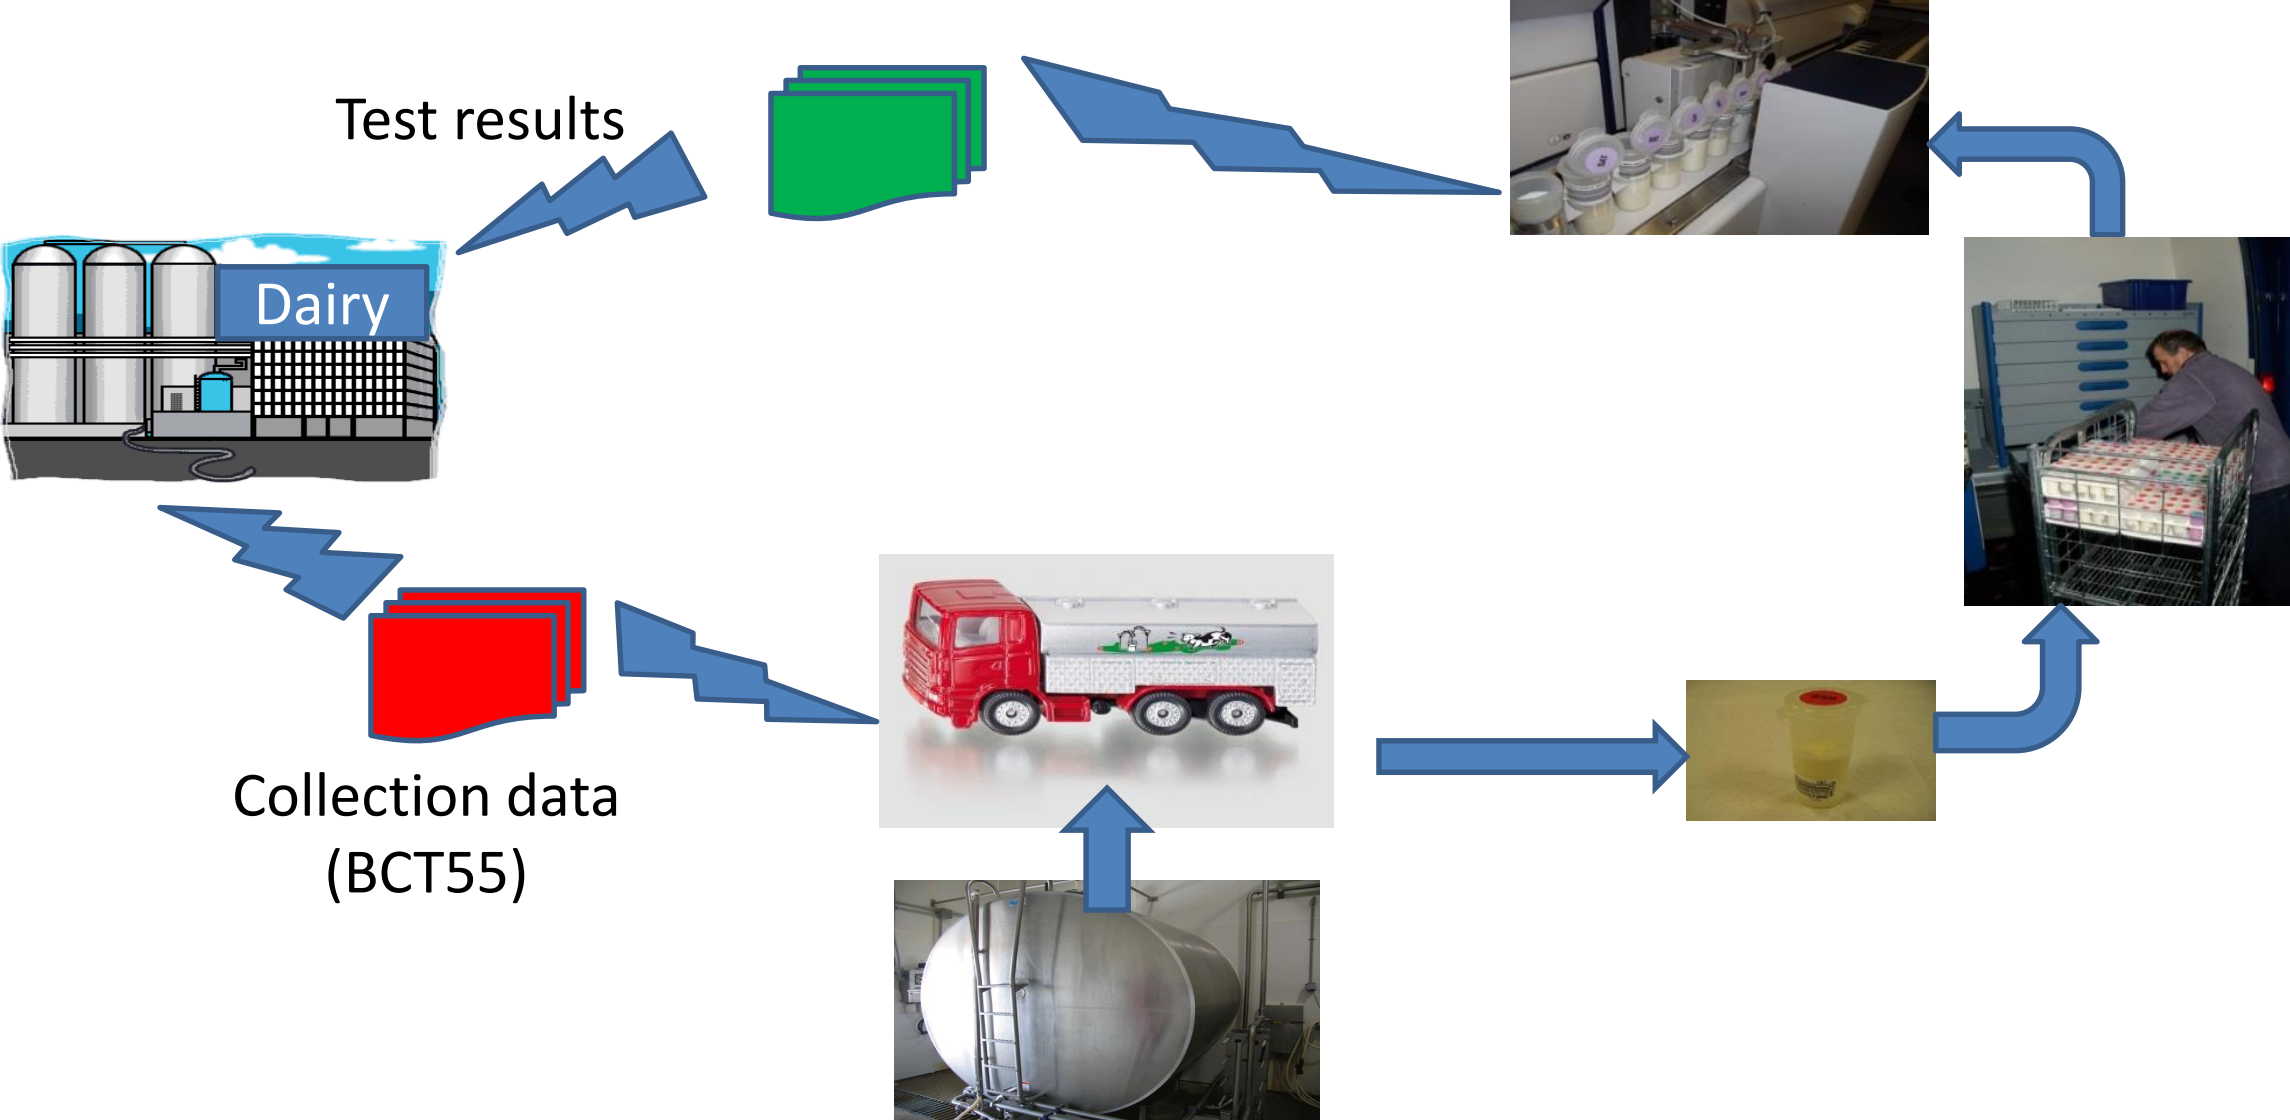 Test results
Dairy
Collection data
(BCT55)